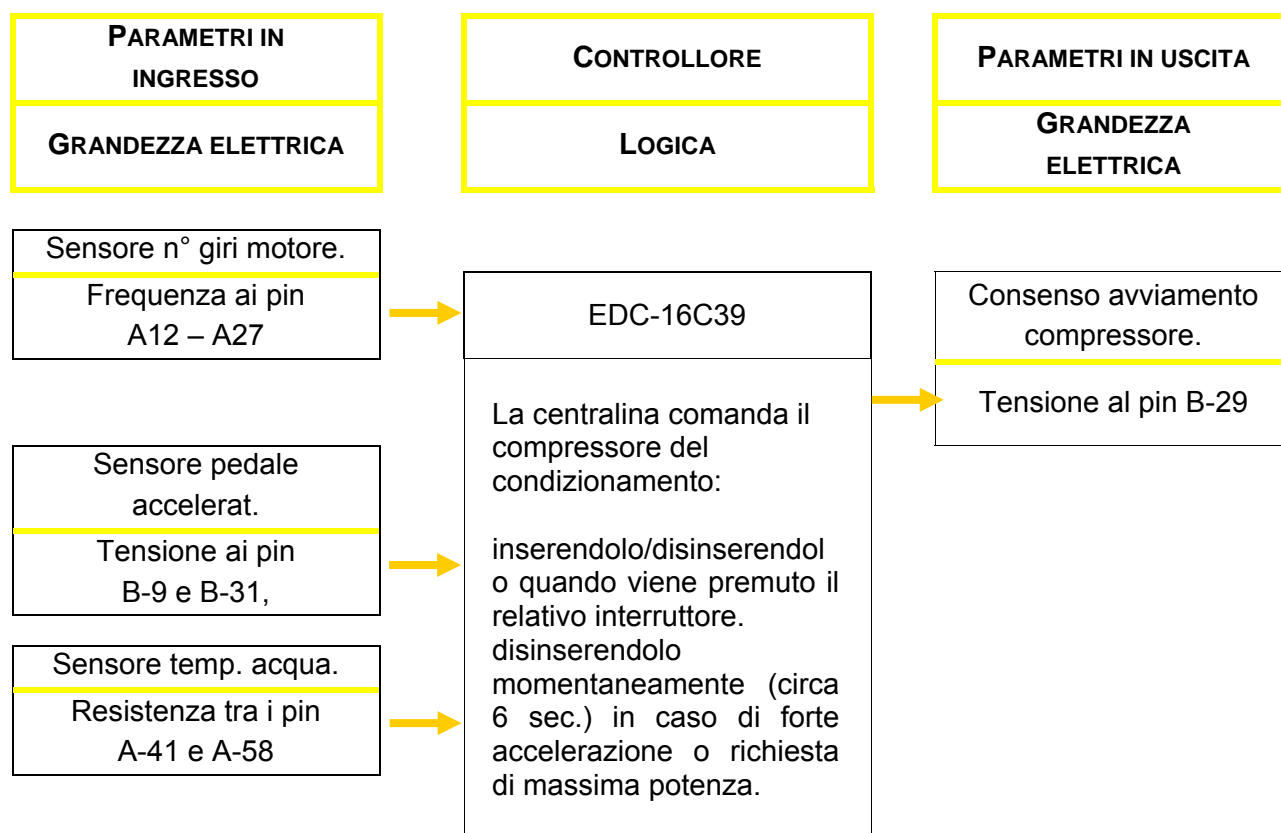 PARAMETRI IN
INGRESSO
GRANDEZZA ELETTRICA
CONTROLLORE
LOGICA
PARAMETRI IN USCITA
GRANDEZZA
ELETTRICA
Sensore n° giri motore.
Frequenza ai pin
A12 – A27
Sensore pedale
accelerat.
Tensione ai pin
B-9 e B-31,
Sensore temp. acqua.
Resistenza tra i pin
A-41 e A-58
EDC-16C39
La centralina comanda il
compressore del
condizionamento:
inserendolo/disinserendol
o quando viene premuto il
relativo interruttore.
disinserendolo
momentaneamente (circa
6 sec.) in caso di forte
accelerazione o richiesta
di massima potenza.
Consenso avviamento
compressore.
Tensione al pin B-29